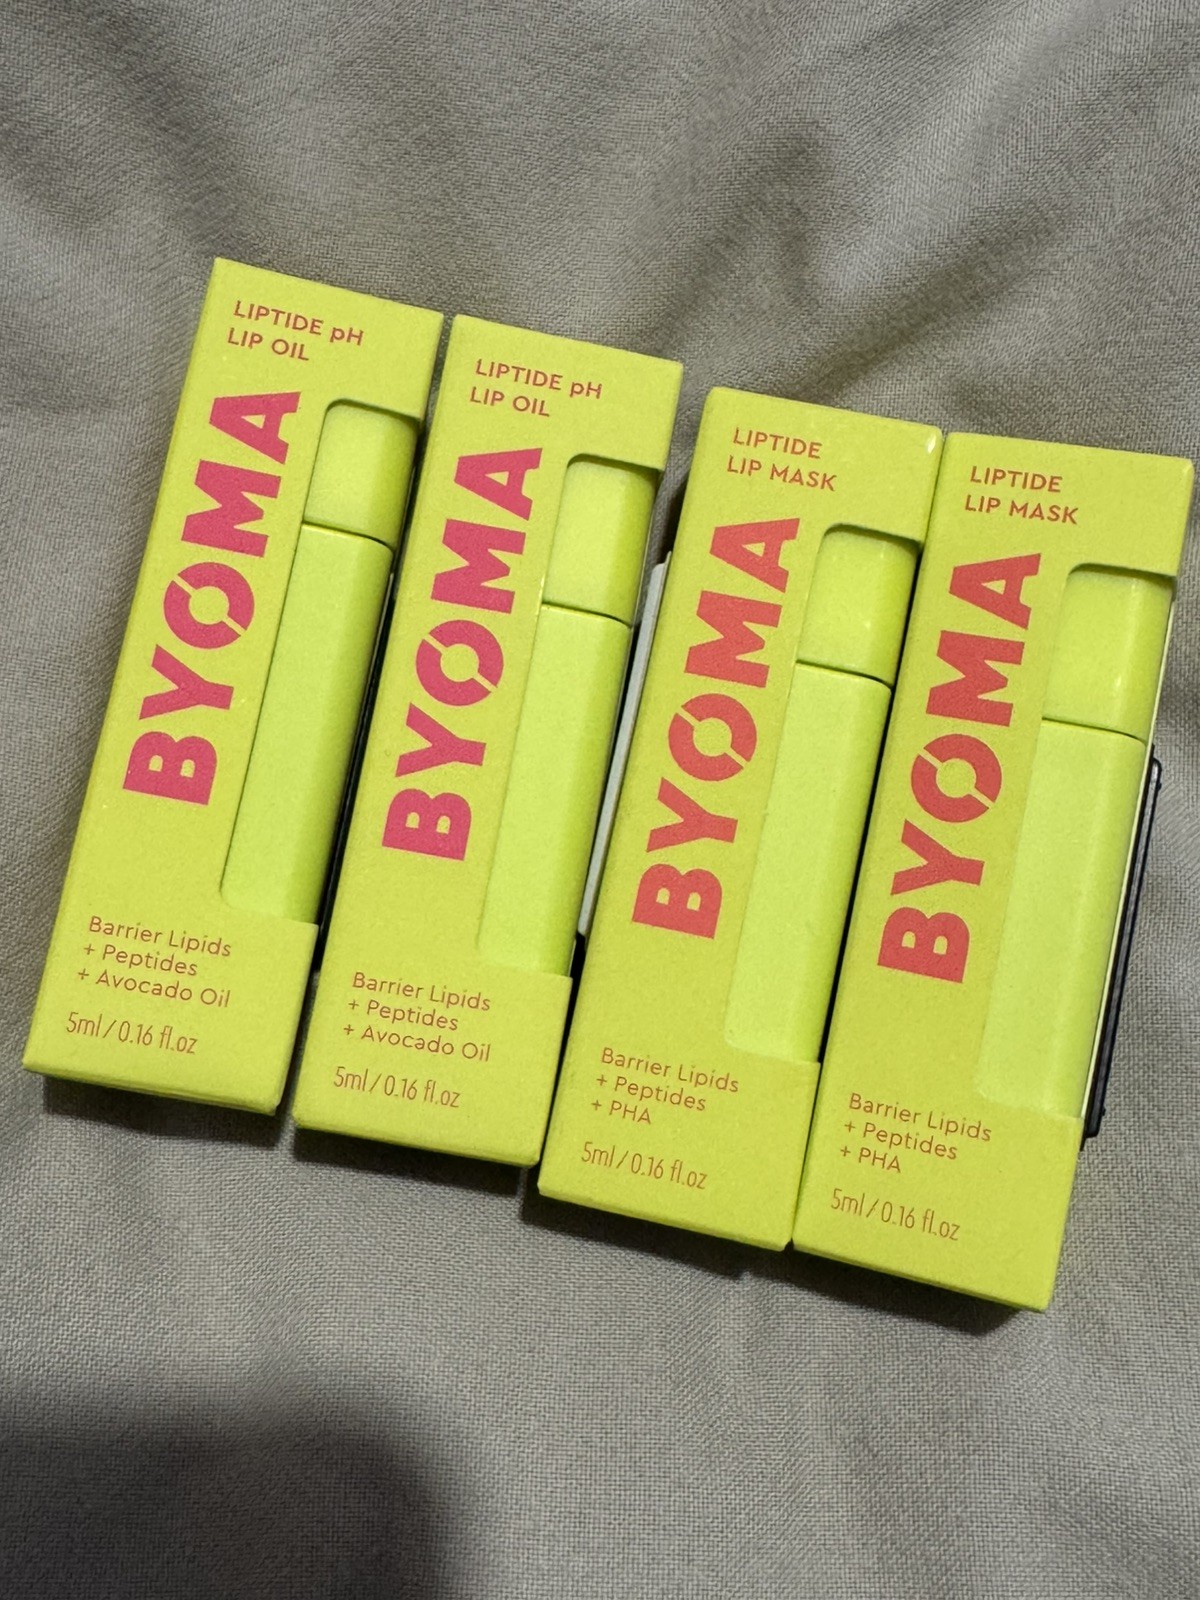 LIPTIDE pH
LIP OIL
BYOMA
Barrier Lipids
+ Peptides
+ Avocado Oil
5ml / 0.16 fl.oz
LIPTIDE pH
LIP OIL
BYOMA
Barrier Lipids
+ Peptides
+ Avocado Oil
5ml / 0.16 fl.oz
LIPTIDE
LIP MASK
BYOMA
Barrier Lipids
+ Peptides
+ PHA
5ml / 0.16 fl.oz
LIPTIDE
LIP MASK
BYOMA
Barrier Lipids
+ Peptides
+ PHA
5ml / 0.16 fl.oz